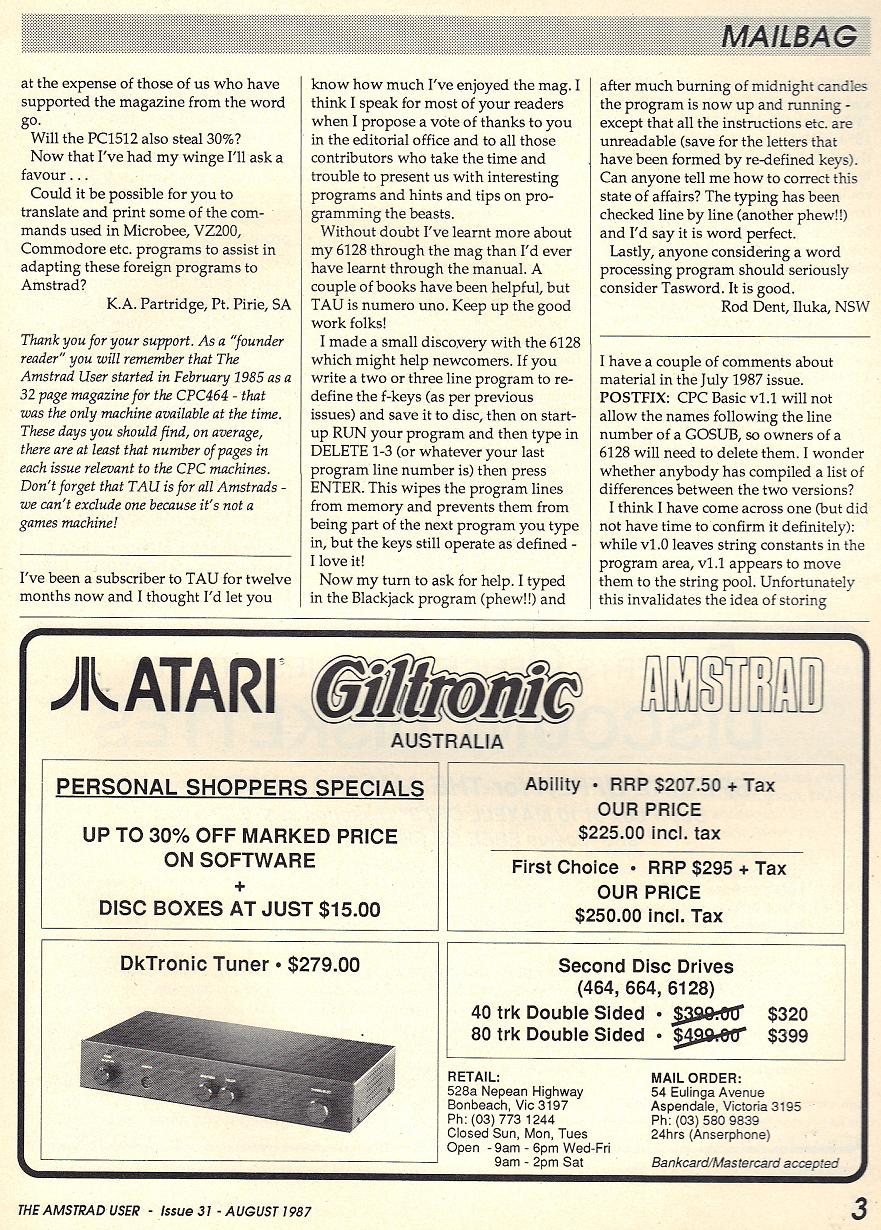 MAILBAG
at the expense of those of us who have
supported the magazine from the word
go.
Will the PC1512 also steal 30%?
Now that I've had my winge I'll ask a
favour . . .
Could it be possible for you to
translate and print some of the com-
mands used in Microbee, VZ200,
Commodore etc. programs to assist in
adapting these foreign programs to
Amstrad?
K.A. Partridge, Pt. Pirie, SA
Thank you for your support. As a "founder
reader" you will remember that The
Amstrad User started in February 1985 as a
32 page magazine for the CPC464 - that
was the only machine available at the time.
These days you should find, on average,
there are at least that number of pages in
each issue relevant to the CPC machines.
Don't forget that TAU is for all Amstrads -
we can't exclude one because it's not a
games machine!
I've been a subscriber to TAU for twelve
months now and I thought I'd let you
know how much I've enjoyed the mag. I
think I speak for most of your readers
when I propose a vote of thanks to you
in the editorial office and to all those
contributors who take the time and
trouble to present us with interesting
programs and hints and tips on pro-
gramming the beasts.
Without doubt I've learnt more about
my 6128 through the mag than I'd ever
have learnt through the manual. A
couple of books have been helpful, but
TAU is numero uno. Keep up the good
work folks!
I made a small discovery with the 6128
which might help newcomers. If you
write a two or three line program to re-
define the f-keys (as per previous
issues) and save it to disc, then on start-
up RUN your program and then type in
DELETE 1-3 (or whatever your last
program line number is) then press
ENTER. This wipes the program lines
from memory and prevents them from
being part of the next program you type
in, but the keys still operate as defined -
I love it!
Now my turn to ask for help. I typed
in the Blackjack program (phew!!) and
after much burning of midnight candles
the program is now up and running -
except that all the instructions etc. are
unreadable (save for the letters that
have been formed by re-defined keys).
Can anyone tell me how to correct this
state of affairs? The typing has been
checked line by line (another phew!!)
and I'd say it is word perfect.
Lastly, anyone considering a word
processing program should seriously
consider Tasword. It is good.
Rod Dent, Iluka, NSW
I have a couple of comments about
material in the July 1987 issue.
POSTFIX: CPC Basic v1.1 will not
allow the names following the line
number of a GOSUB, so owners of a
6128 will need to delete them. I wonder
whether anybody has compiled a list of
differences between the two versions?
I think I have come across one (but did
not have time to confirm it definitely):
while v1.0 leaves string constants in the
program area, v1.1 appears to move
them to the string pool. Unfortunately
this invalidates the idea of storing
ATARI Giltronic AMSTRAD
AUSTRALIA
PERSONAL SHOPPERS SPECIALS
UP TO 30% OFF MARKED PRICE
ON SOFTWARE
+
DISC BOXES AT JUST $15.00
Ability • RRP $207.50 + Tax
OUR PRICE
$225.00 incl. tax
First Choice • RRP $295 + Tax
OUR PRICE
$250.00 incl. Tax
DkTronic Tuner • $279.00
Second Disc Drives
(464, 664, 6128)
40 trk Double Sided • $399.00 $320
80 trk Double Sided • $499.00 $399
RETAIL:
528a Nepean Highway
Bonbeach, Vic 3197
Ph: (03) 773 1244
Closed Sun, Mon, Tues
Open - 9am - 6pm Wed-Fri
9am - 2pm Sat
MAIL ORDER:
54 Eulinga Avenue
Aspendale, Victoria 3195
Ph: (03) 580 9839
24hrs (Anserphone)
Bankcard/Mastercard accepted
THE AMSTRAD USER - Issue 31 - AUGUST 1987
3